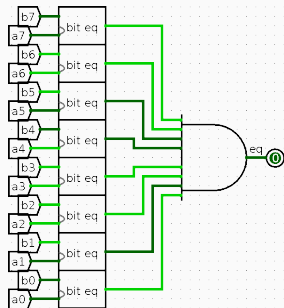 b7
a7
bit eq
b6
a6
bit eq
b5
a5
bit eq
b4
a4
bit eq
b3
a3
bit eq
b2
a2
bit eq
b1
a1
bit eq
b0
a0
bit eq
eq
0